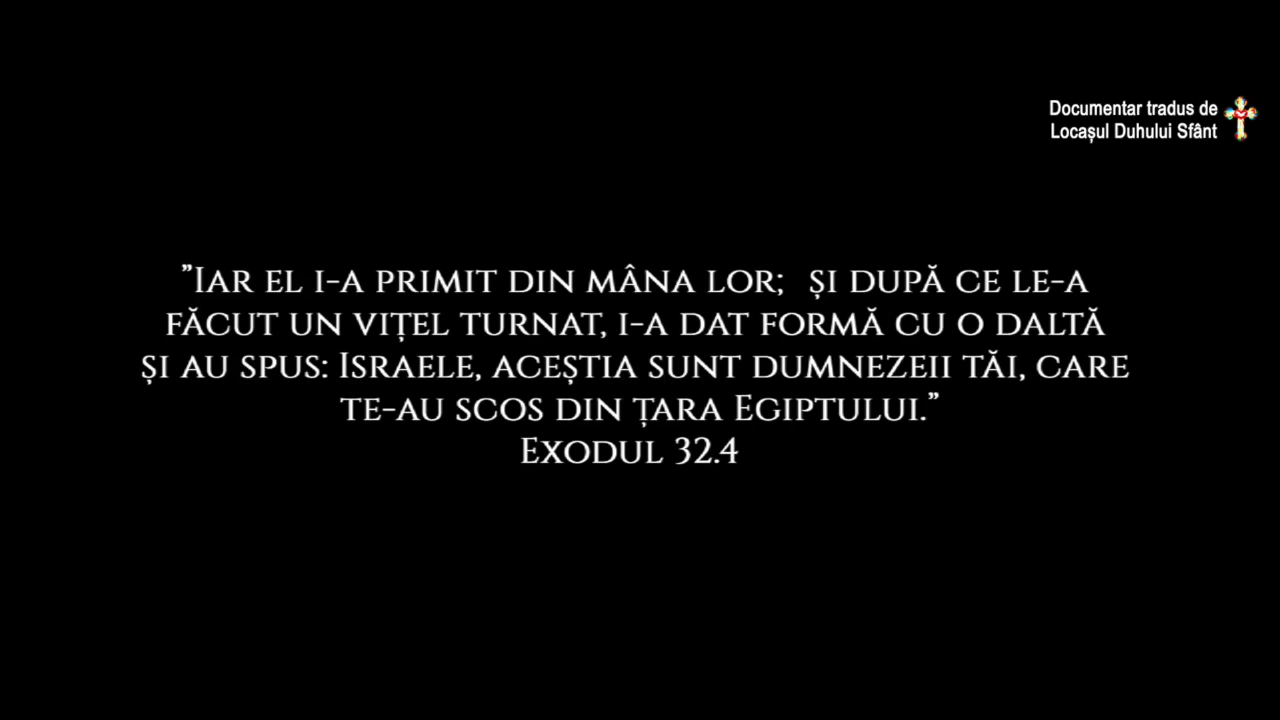 Documentar tradus de
Locașul Duhului Sfânt
”Iar el i-a primit din mâna lor; și după ce le-a
făcut un vițel turnat, i-a dat formă cu o daltă
și au spus: Israele, aceștia sunt dumnezeii tăi, care
te-au scos din țara Egiptului.”
Exodul 32.4